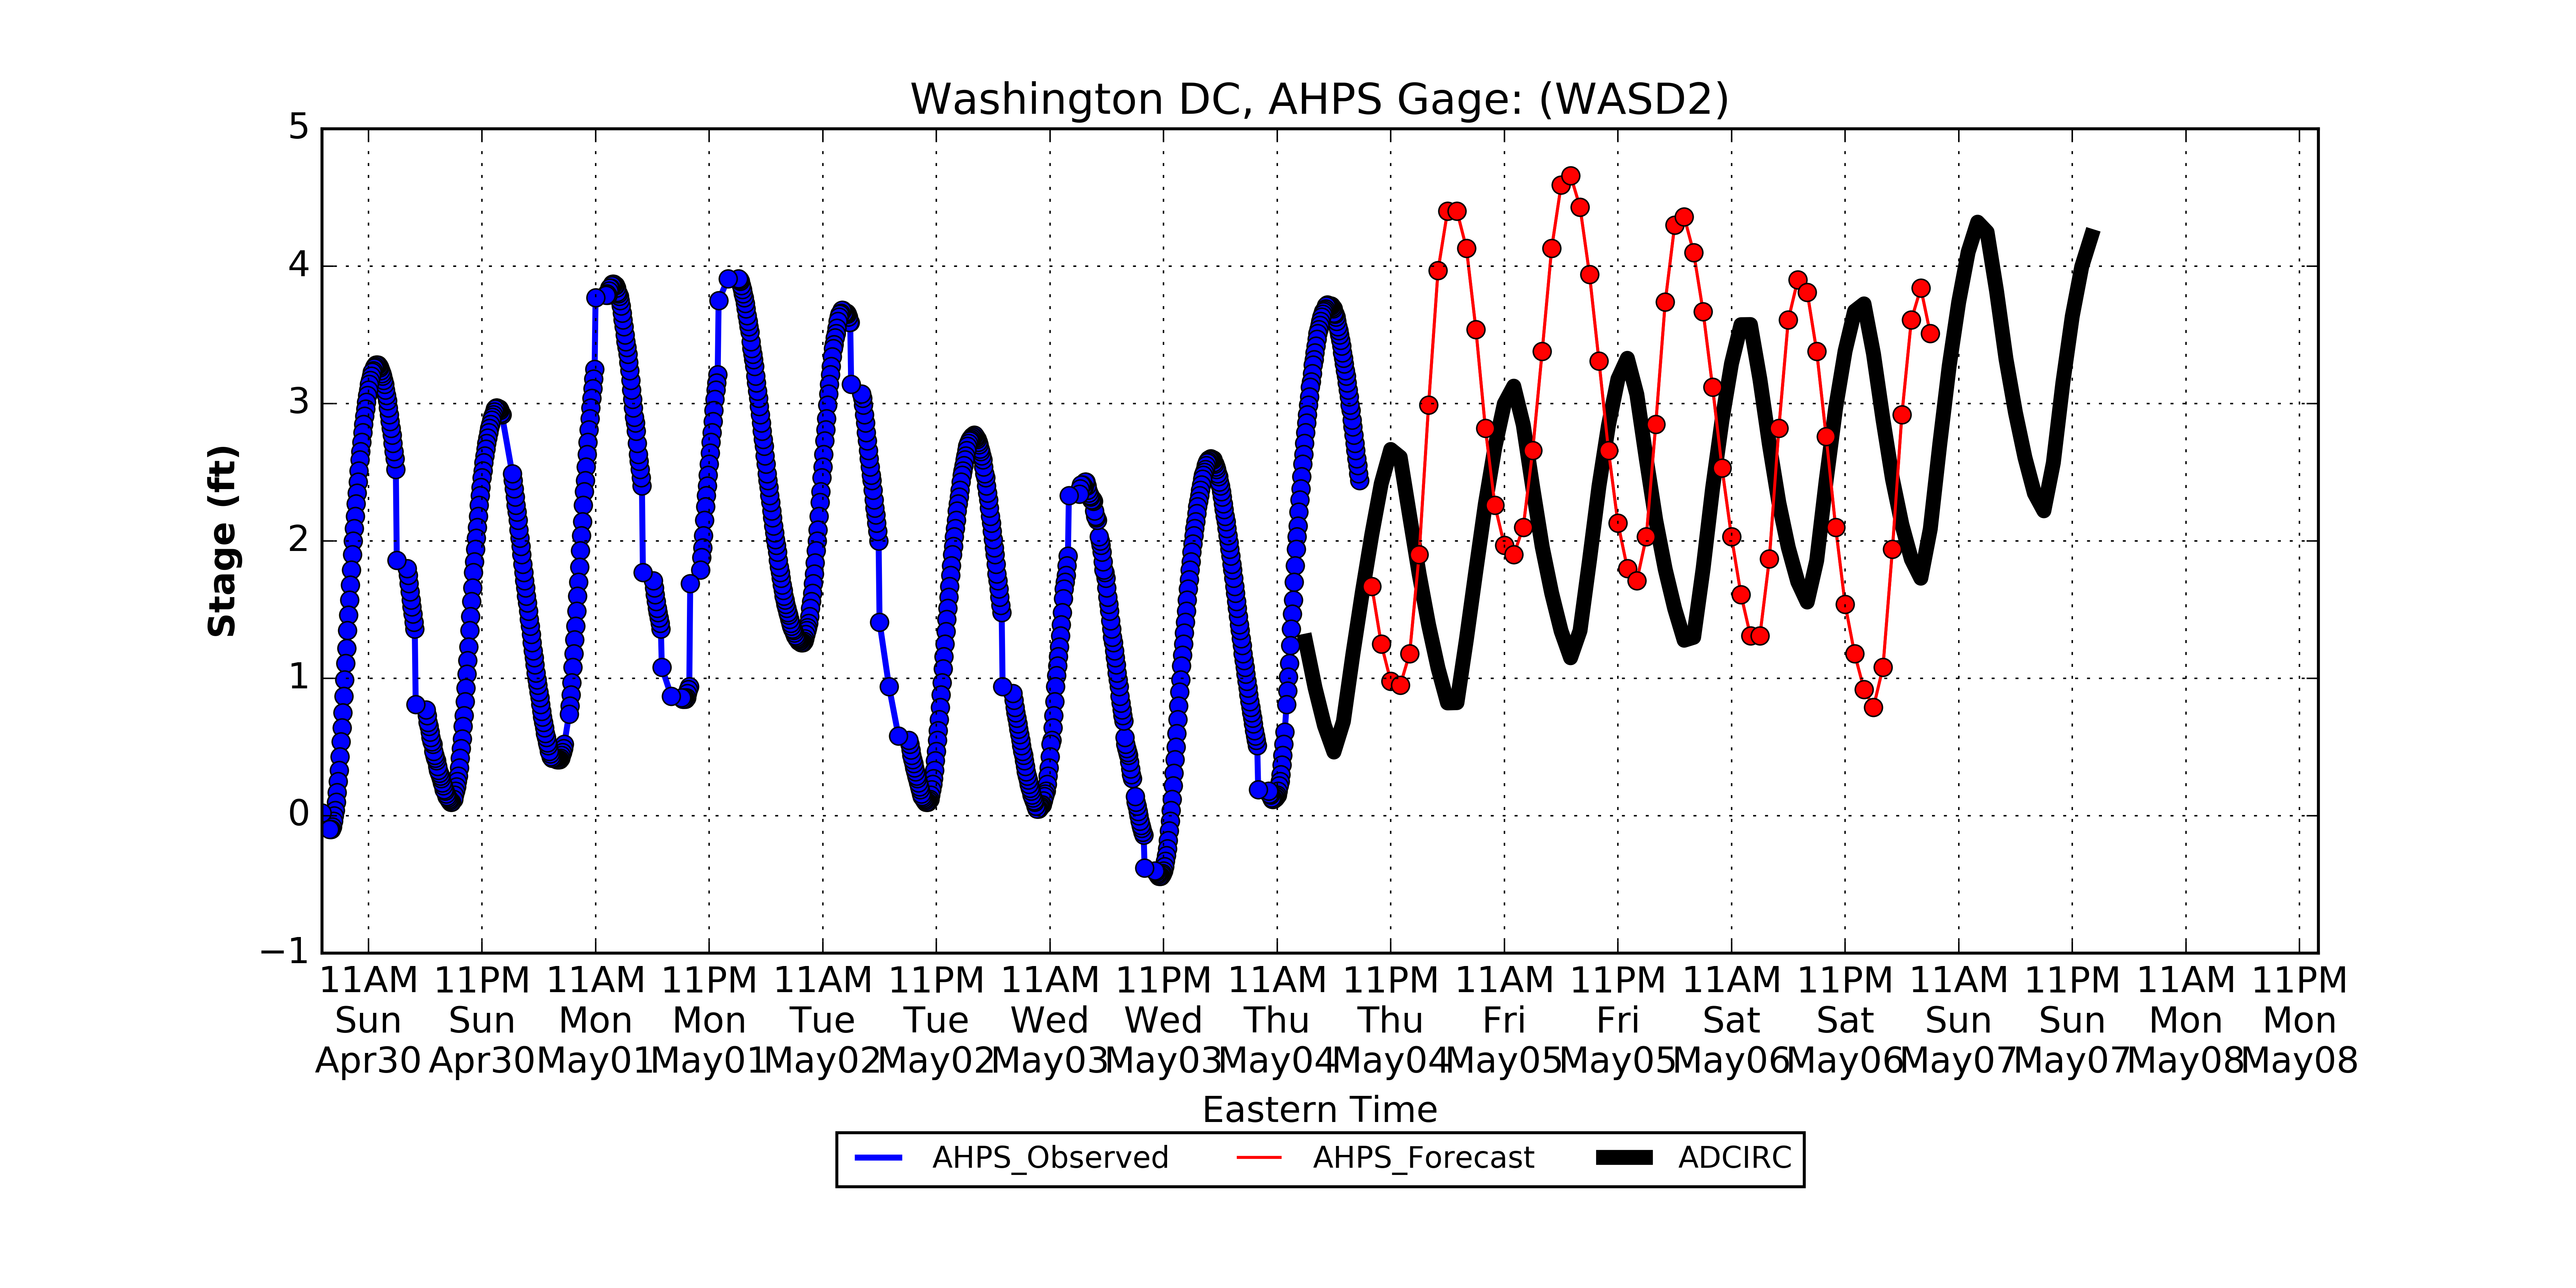 Washington DC, AHPS Gage: (WASD2)
5
4
3
2
1
0
−1
Stage (ft)
11AM 11PM 11AM 11PM 11AM 11PM 11AM 11PM 11AM 11PM 11AM 11PM 11AM 11PM 11AM 11PM 11AM 11PM
Sun Sun Mon Mon Tue Tue Wed Wed Thu Thu Fri Fri Sat Sat Sun Sun Mon Mon
Apr30 Apr30 May01 May01 May02 May02 May03 May03 May04 May04 May05 May05 May06 May06 May07 May07 May08 May08
Eastern Time
AHPS_Observed AHPS_Forecast ADCIRC